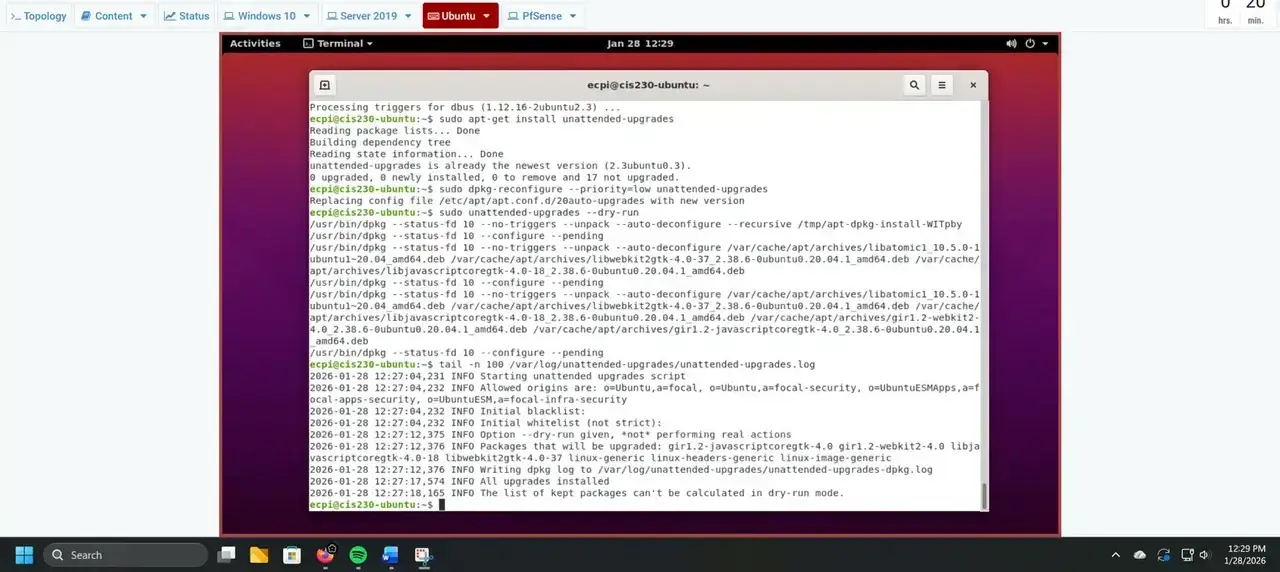 Topology
Content
Status
Windows 10
Server 2019
Ubuntu
PfSense
0 20
hrs. min.
Activities
Terminal
Jan 28 12:29
ecpi@cis230-ubuntu: ~
Processing triggers for dbus (1.12.16-2ubuntu2.3) ...
ecpi@cis230-ubuntu:~$ sudo apt-get install unattended-upgrades
Reading package lists... Done
Building dependency tree
Reading state information... Done
unattended-upgrades is already the newest version (2.3ubuntu0.3).
0 upgraded, 0 newly installed, 0 to remove and 17 not upgraded.
ecpi@cis230-ubuntu:~$ sudo dpkg-reconfigure --priority=low unattended-upgrades
Replacing config file /etc/apt/apt.conf.d/20auto-upgrades with new version
ecpi@cis230-ubuntu:~$ sudo unattended-upgrades --dry-run
/usr/bin/dpkg --status-fd 10 --no-triggers --unpack --auto-deconfigure --recursive /tmp/apt-dpkg-install-WITpby
/usr/bin/dpkg --status-fd 10 --configure --pending
/usr/bin/dpkg --status-fd 10 --no-triggers --unpack --auto-deconfigure /var/cache/apt/archives/libatomic1_10.5.0-1
ubuntu1~20.04_amd64.deb /var/cache/apt/archives/libwebkit2gtk-4.0-37_2.38.6-0ubuntu0.20.04.1_amd64.deb /var/cache/
apt/archives/libjavascriptcoregtk-4.0-18_2.38.6-0ubuntu0.20.04.1_amd64.deb
/usr/bin/dpkg --status-fd 10 --configure --pending
/usr/bin/dpkg --status-fd 10 --no-triggers --unpack --auto-deconfigure /var/cache/apt/archives/libatomic1_10.5.0-1
ubuntu1~20.04_amd64.deb /var/cache/apt/archives/libwebkit2gtk-4.0-37_2.38.6-0ubuntu0.20.04.1_amd64.deb /var/cache/
apt/archives/libjavascriptcoregtk-4.0-18_2.38.6-0ubuntu0.20.04.1_amd64.deb /var/cache/apt/archives/gir1.2-webkit2-
4.0_2.38.6-0ubuntu0.20.04.1_amd64.deb /var/cache/apt/archives/gir1.2-javascriptcoregtk-4.0_2.38.6-0ubuntu0.20.04.1
_amd64.deb
/usr/bin/dpkg --status-fd 10 --configure --pending
ecpi@cis230-ubuntu:~$ tail -n 100 /var/log/unattended-upgrades/unattended-upgrades.log
2026-01-28 12:27:04,231 INFO Starting unattended upgrades script
2026-01-28 12:27:04,232 INFO Allowed origins are: o=Ubuntu,a=focal, o=Ubuntu,a=focal-security, o=UbuntuESMApps,a=f
ocal-apps-security, o=UbuntuESM,a=focal-infra-security
2026-01-28 12:27:04,232 INFO Initial blacklist:
2026-01-28 12:27:04,232 INFO Initial whitelist (not strict):
2026-01-28 12:27:12,375 INFO Option --dry-run given, *not* performing real actions
2026-01-28 12:27:12,376 INFO Packages that will be upgraded: gir1.2-javascriptcoregtk-4.0 gir1.2-webkit2-4.0 libja
vascriptcoregtk-4.0-18 libwebkit2gtk-4.0-37 linux-generic linux-headers-generic linux-image-generic
2026-01-28 12:27:12,376 INFO Writing dpkg log to /var/log/unattended-upgrades/unattended-upgrades-dpkg.log
2026-01-28 12:27:17,574 INFO All upgrades installed
2026-01-28 12:27:18,165 INFO The list of kept packages can't be calculated in dry-run mode.
ecpi@cis230-ubuntu:~$
Search
12:29 PM
1/28/2026